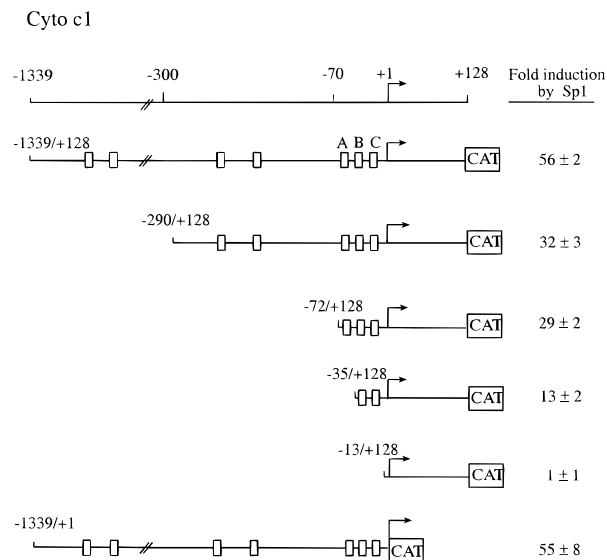 Cyto c1
-1339 -300 -70 +1 +128 Fold induction
by Sp1
-1339/+128 A B C CAT 56 ± 2
-290/+128 CAT 32 ± 3
-72/+128 CAT 29 ± 2
-35/+128 CAT 13 ± 2
-13/+128 CAT 1 ± 1
-1339/+1 CAT 55 ± 8